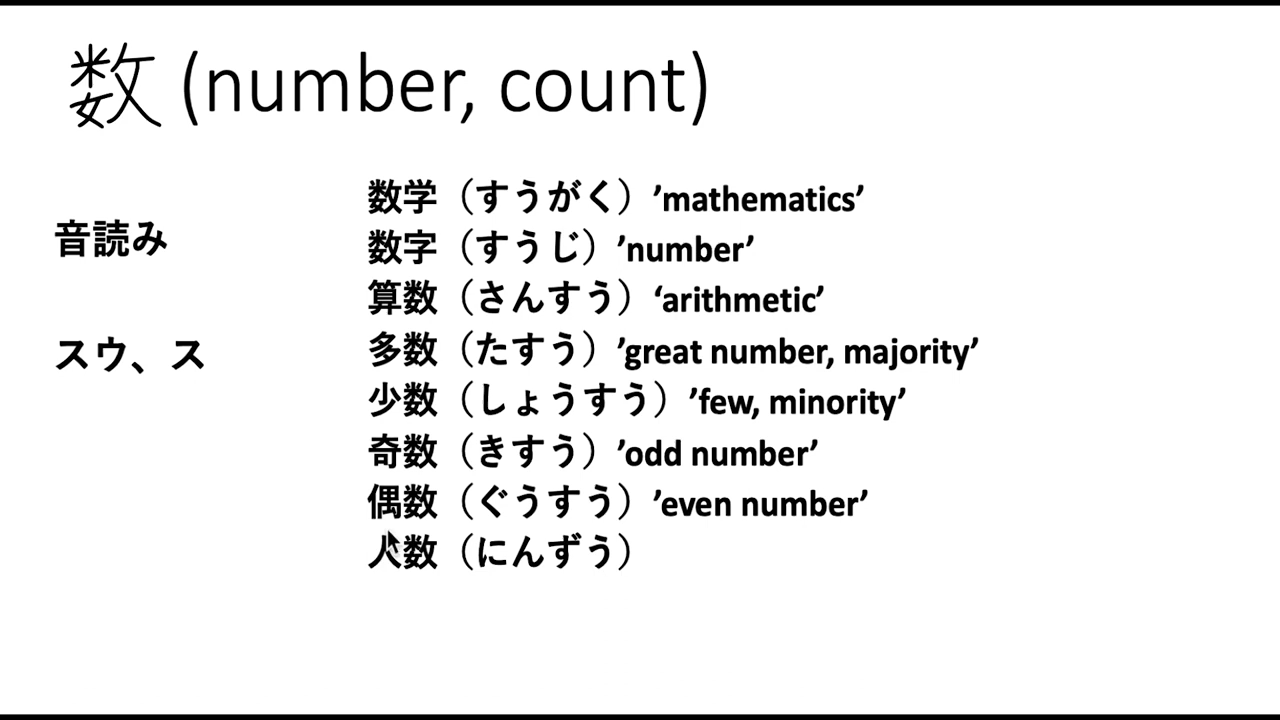 数 (number, count)
音読み
スウ、ス
数学（すうがく）’mathematics’
数字（すうじ）’number’
算数（さんすう）‘arithmetic’
多数（たすう）’great number, majority’
少数（しょうすう）’few, minority’
奇数（きすう）’odd number’
偶数（ぐうすう）’even number’
人数（にんずう）